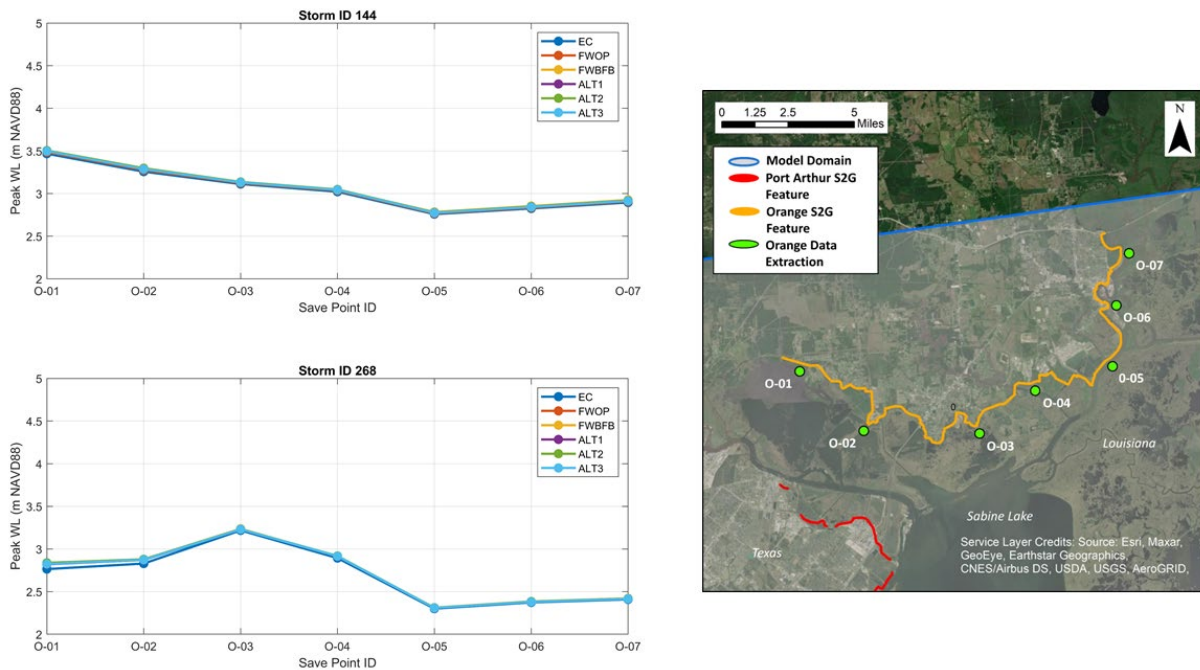 Storm ID 144
5
4.5
4
3.5
3
2.5
2
Peak WL (m NAVD88)
EC
FWOP
FWBFB
ALT1
ALT2
ALT3
O-01 O-02 O-03 O-04 O-05 O-06 O-07
Save Point ID
Storm ID 268
5
4.5
4
3.5
3
2.5
2
Peak WL (m NAVD88)
EC
FWOP
FWBFB
ALT1
ALT2
ALT3
O-01 O-02 O-03 O-04 O-05 O-06 O-07
Save Point ID
0 1.25 2.5 5
Miles
N
Model Domain
Port Arthur S2G
Feature
Orange S2G
Feature
Orange Data
Extraction
O-07
O-06
0-05
O-01
O-04
0
O-02
O-03
Louisiana
Sabine Lake
Texas
Service Layer Credits: Source: Esri, Maxar,
GeoEye, Earthstar Geographics,
CNES/Airbus DS, USDA, USGS, AeroGRID,